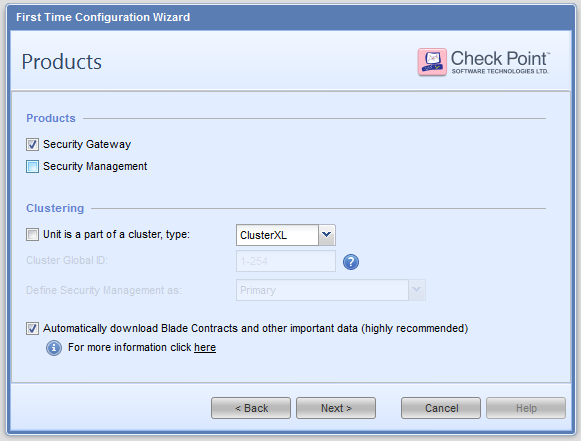 First Time Configuration Wizard
Products
Check Point™
SOFTWARE TECHNOLOGIES LTD.
Products
Security Gateway
Security Management
Clustering
Unit is a part of a cluster, type: ClusterXL
Cluster Global ID: 1-254 ?
Define Security Management as: Primary
Automatically download Blade Contracts and other important data (highly recommended)
i For more information click here
< Back Next > Cancel Help